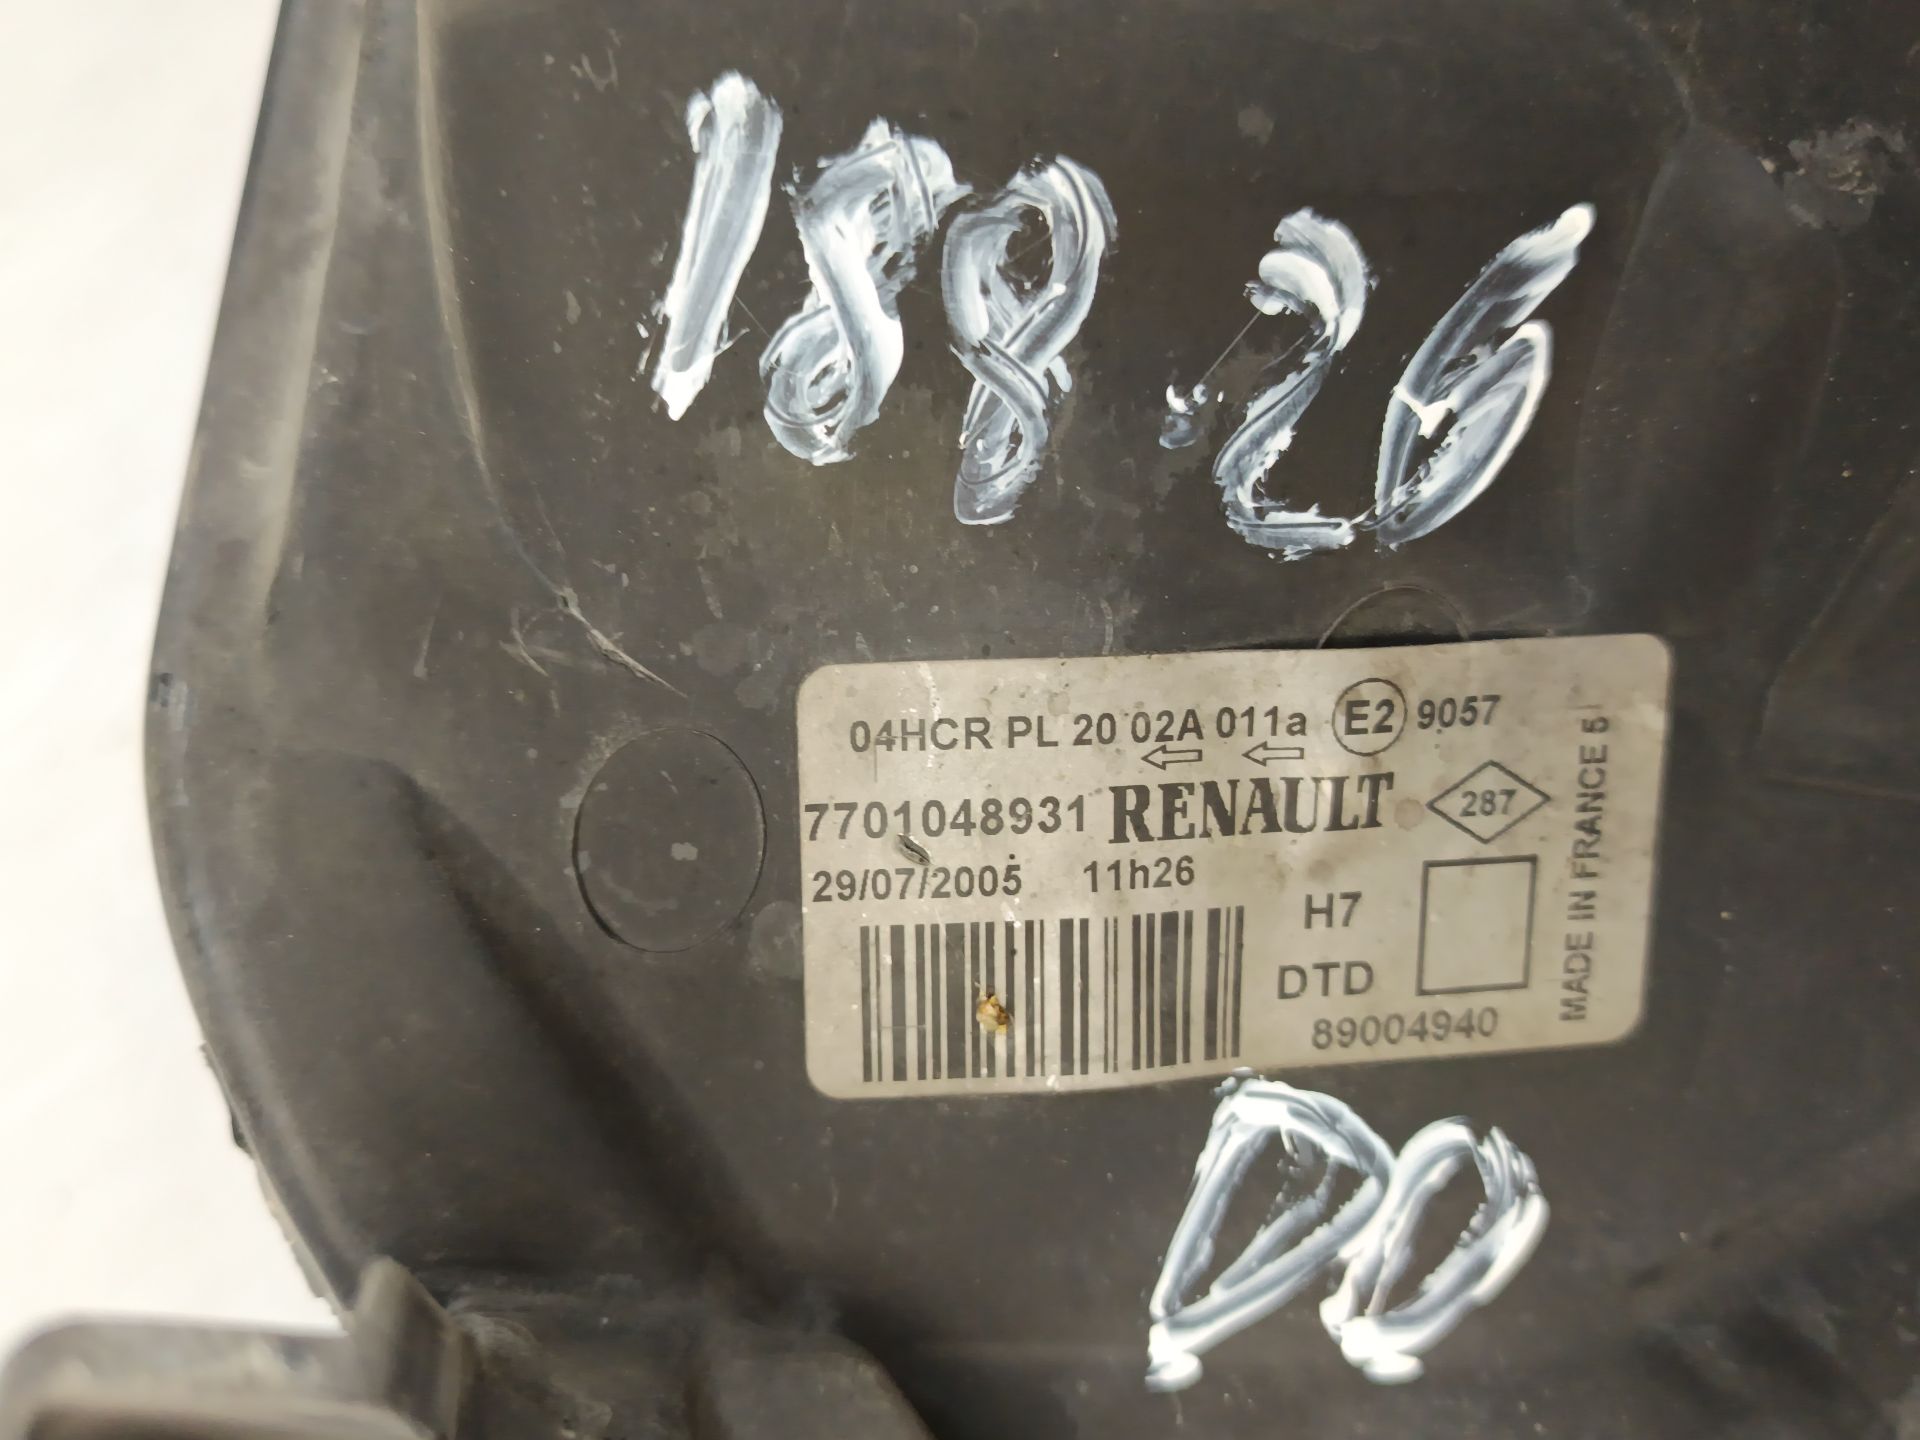 188.26
04HCR PL 20 02A 011a E2 9057
7701048931 RENAULT 287
29/07/2005 11h26
H7
DTD
89004940
MADE IN FRANCE 5
DO